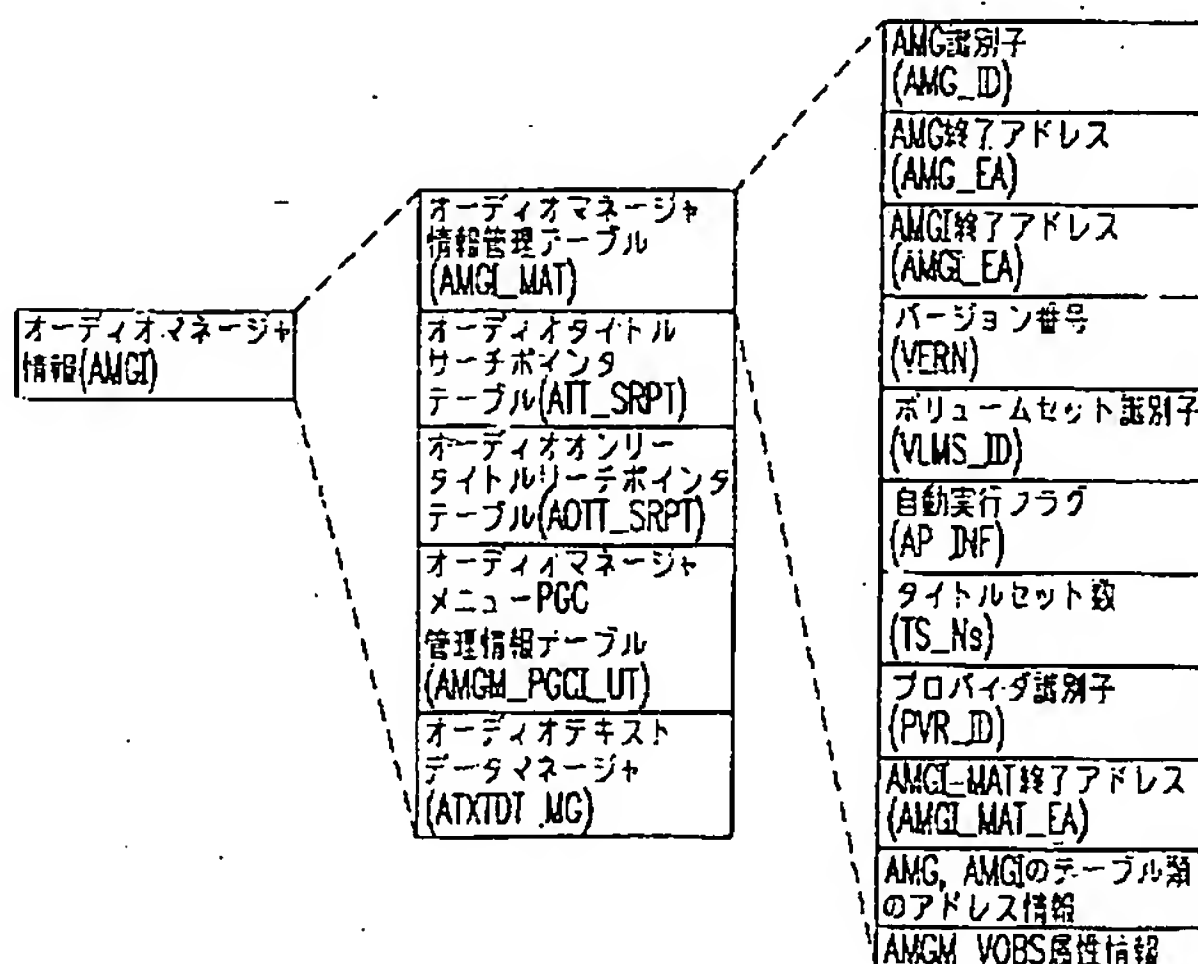 オーディオマネージャ
情報(AMGI)
オーディオマネージャ
情報管理テーブル
(AMGI_MAT)
オーディオタイトル
サーチポインタ
テーブル(ATT_SRPT)
オーディオオンリー
タイトルサーチポインタ
テーブル(AOTT_SRPT)
オーディオマネージャ
メニューPGC
管理情報テーブル
(AMGM_PGCI_UT)
オーディオテキスト
データマネージャ
(ATXTDT_MG)
AMG識別子
(AMG_ID)
AMG終了アドレス
(AMG_EA)
AMGI終了アドレス
(AMGI_EA)
バージョン番号
(VERN)
ボリュームセット識別子
(VLMS_ID)
自動実行フラグ
(AP_INF)
タイトルセット数
(TS_Ns)
プロバイダ識別子
(PVR_ID)
AMGI-MAT終了アドレス
(AMGI_MAT_EA)
AMG, AMGIのテーブル類
のアドレス情報
AMGM_VOBS属性情報